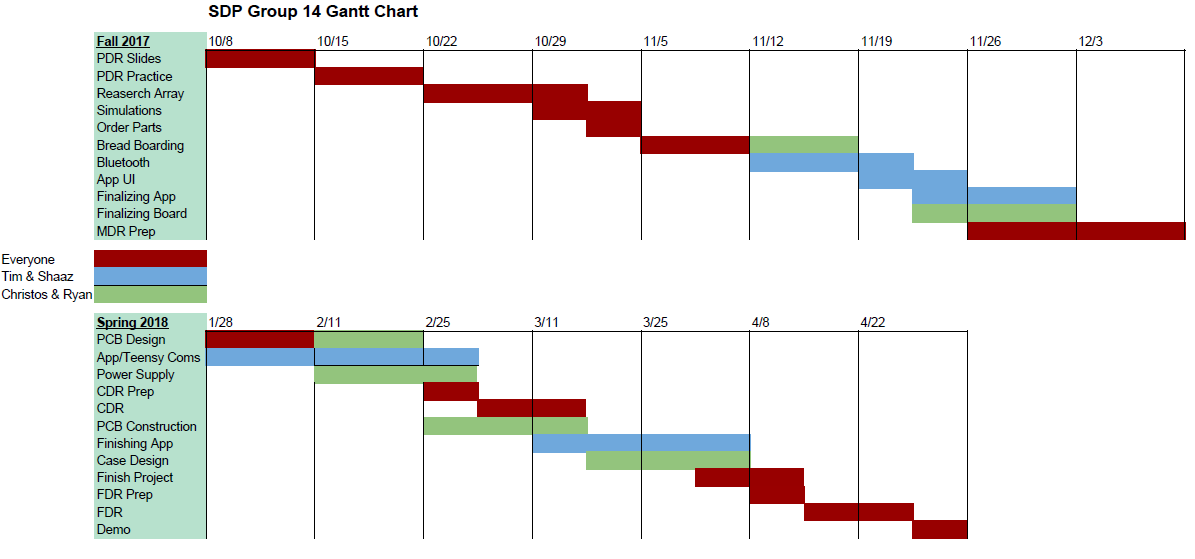 SDP Group 14 Gantt Chart
Fall 2017 10/8 10/15 10/22 10/29 11/5 11/12 11/19 11/26 12/3
PDR Slides
PDR Practice
Reaserch Array
Simulations
Order Parts
Bread Boarding
Bluetooth
App UI
Finalizing App
Finalizing Board
MDR Prep
Everyone
Tim & Shaaz
Christos & Ryan
Spring 2018 1/28 2/11 2/25 3/11 3/25 4/8 4/22
PCB Design
App/Teensy Coms
Power Supply
CDR Prep
CDR
PCB Construction
Finishing App
Case Design
Finish Project
FDR Prep
FDR
Demo